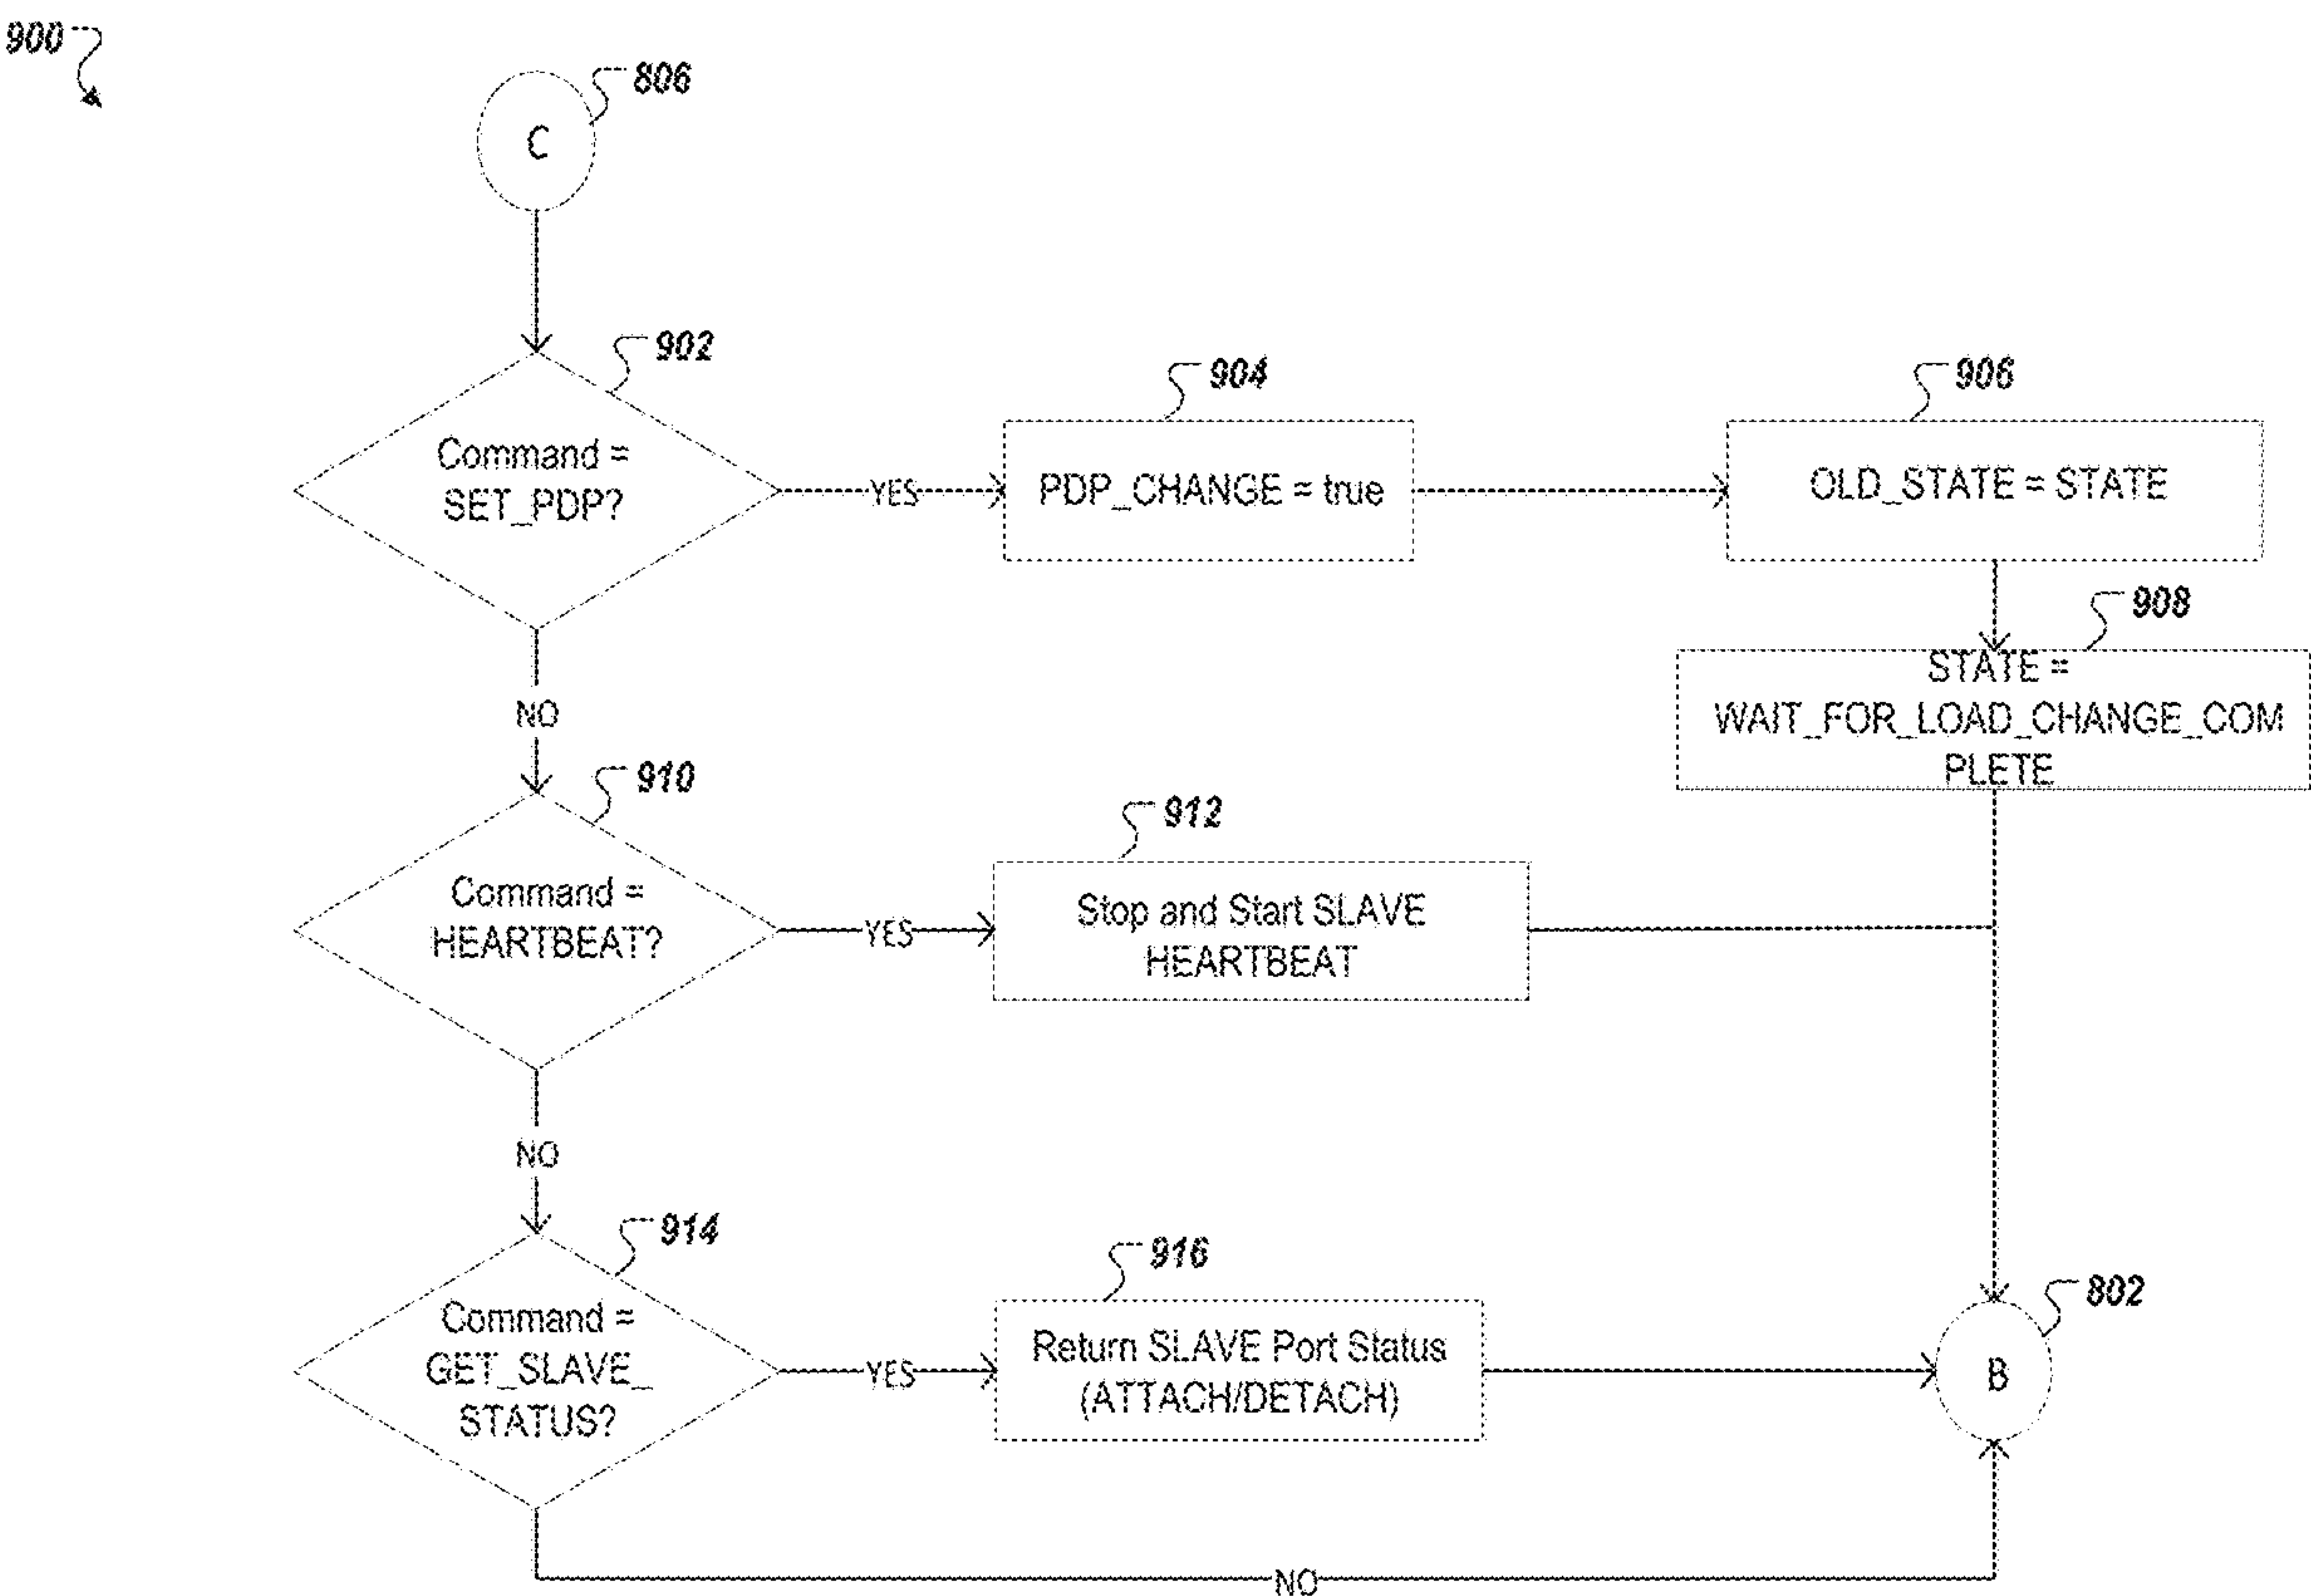 900
806
C
902
904
906
Command =
SET_PDP?
YES
PDP_CHANGE = true
OLD_STATE = STATE
908
NO
STATE =
WAIT_FOR_LOAD_CHANGE_COM
PLETE
910
912
Command =
HEARTBEAT?
YES
Stop and Start SLAVE
HEARTBEAT
NO
914
916
802
Command =
GET_SLAVE_
STATUS?
YES
Return SLAVE Port Status
(ATTACH/DETACH)
B
NO